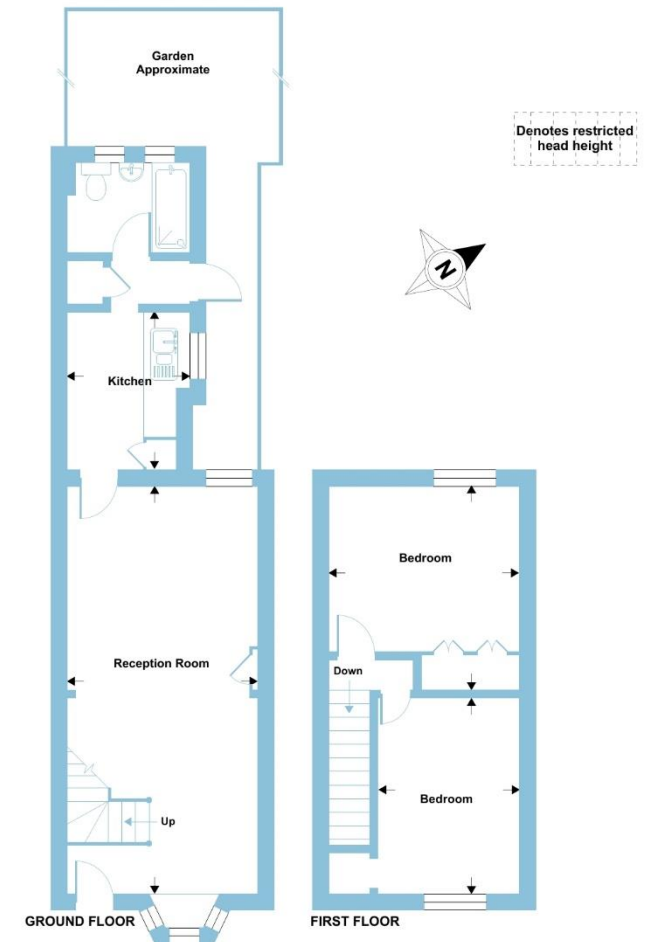 Garden
Approximate
Denotes restricted
head height
N
Kitchen
Reception Room
Up
GROUND FLOOR
Bedroom
Down
Bedroom
FIRST FLOOR